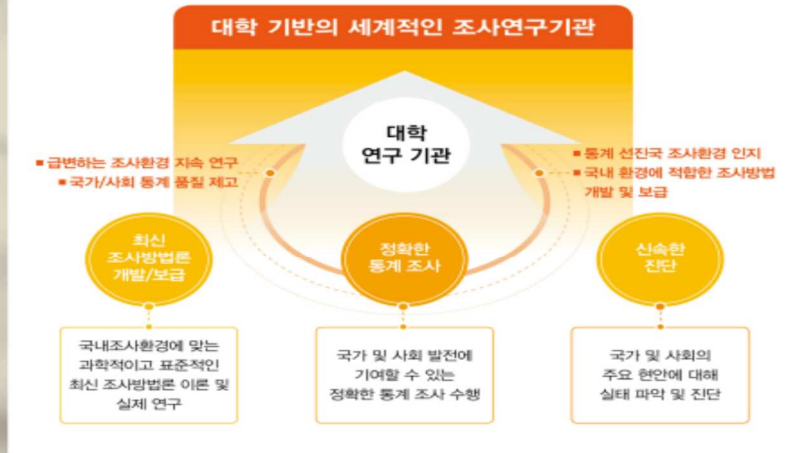 대학 기반의 세계적인 조사연구기관
대학
연구 기관
■ 급변하는 조사환경 지속 연구
■ 국가/사회 통계 품질 제고
■ 통계 선진국 조사환경 인지
■ 국내 환경에 적합한 조사방법
개발 및 보급
최신
조사방법론
개발/보급
정확한
통계 조사
신속한
진단
국내조사환경에 맞는
과학적이고 표준적인
최신 조사방법론 이론 및
실제 연구
국가 및 사회 발전에
기여할 수 있는
정확한 통계 조사 수행
국가 및 사회의
주요 현안에 대해
실태 파악 및 진단